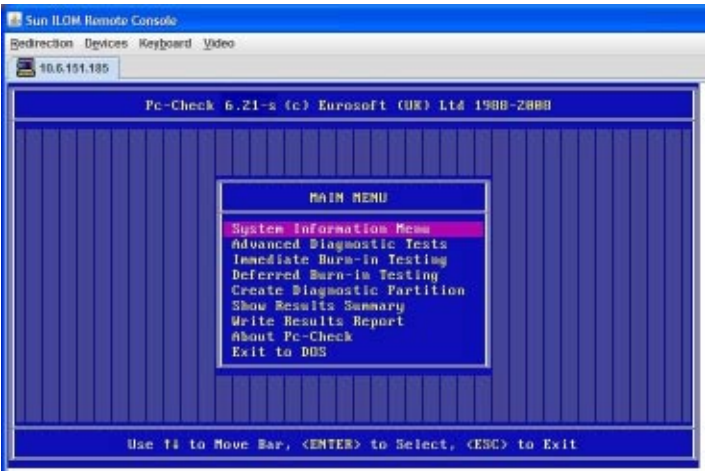 Sun ILOM Remote Console
Redirection Devices Keyboard Video
10.6.151.185
Pc-Check 6.21-s (c) Eurosoft (UK) Ltd 1988-2008
MAIN MENU
System Information Menu
Advanced Diagnostic Tests
Immediate Burn-in Testing
Deferred Burn-in Testing
Create Diagnostic Partition
Show Results Summary
Write Results Report
About Pc-Check
Exit to DOS
Use ↑↓ to Move Bar, <ENTER> to Select, <ESC> to Exit